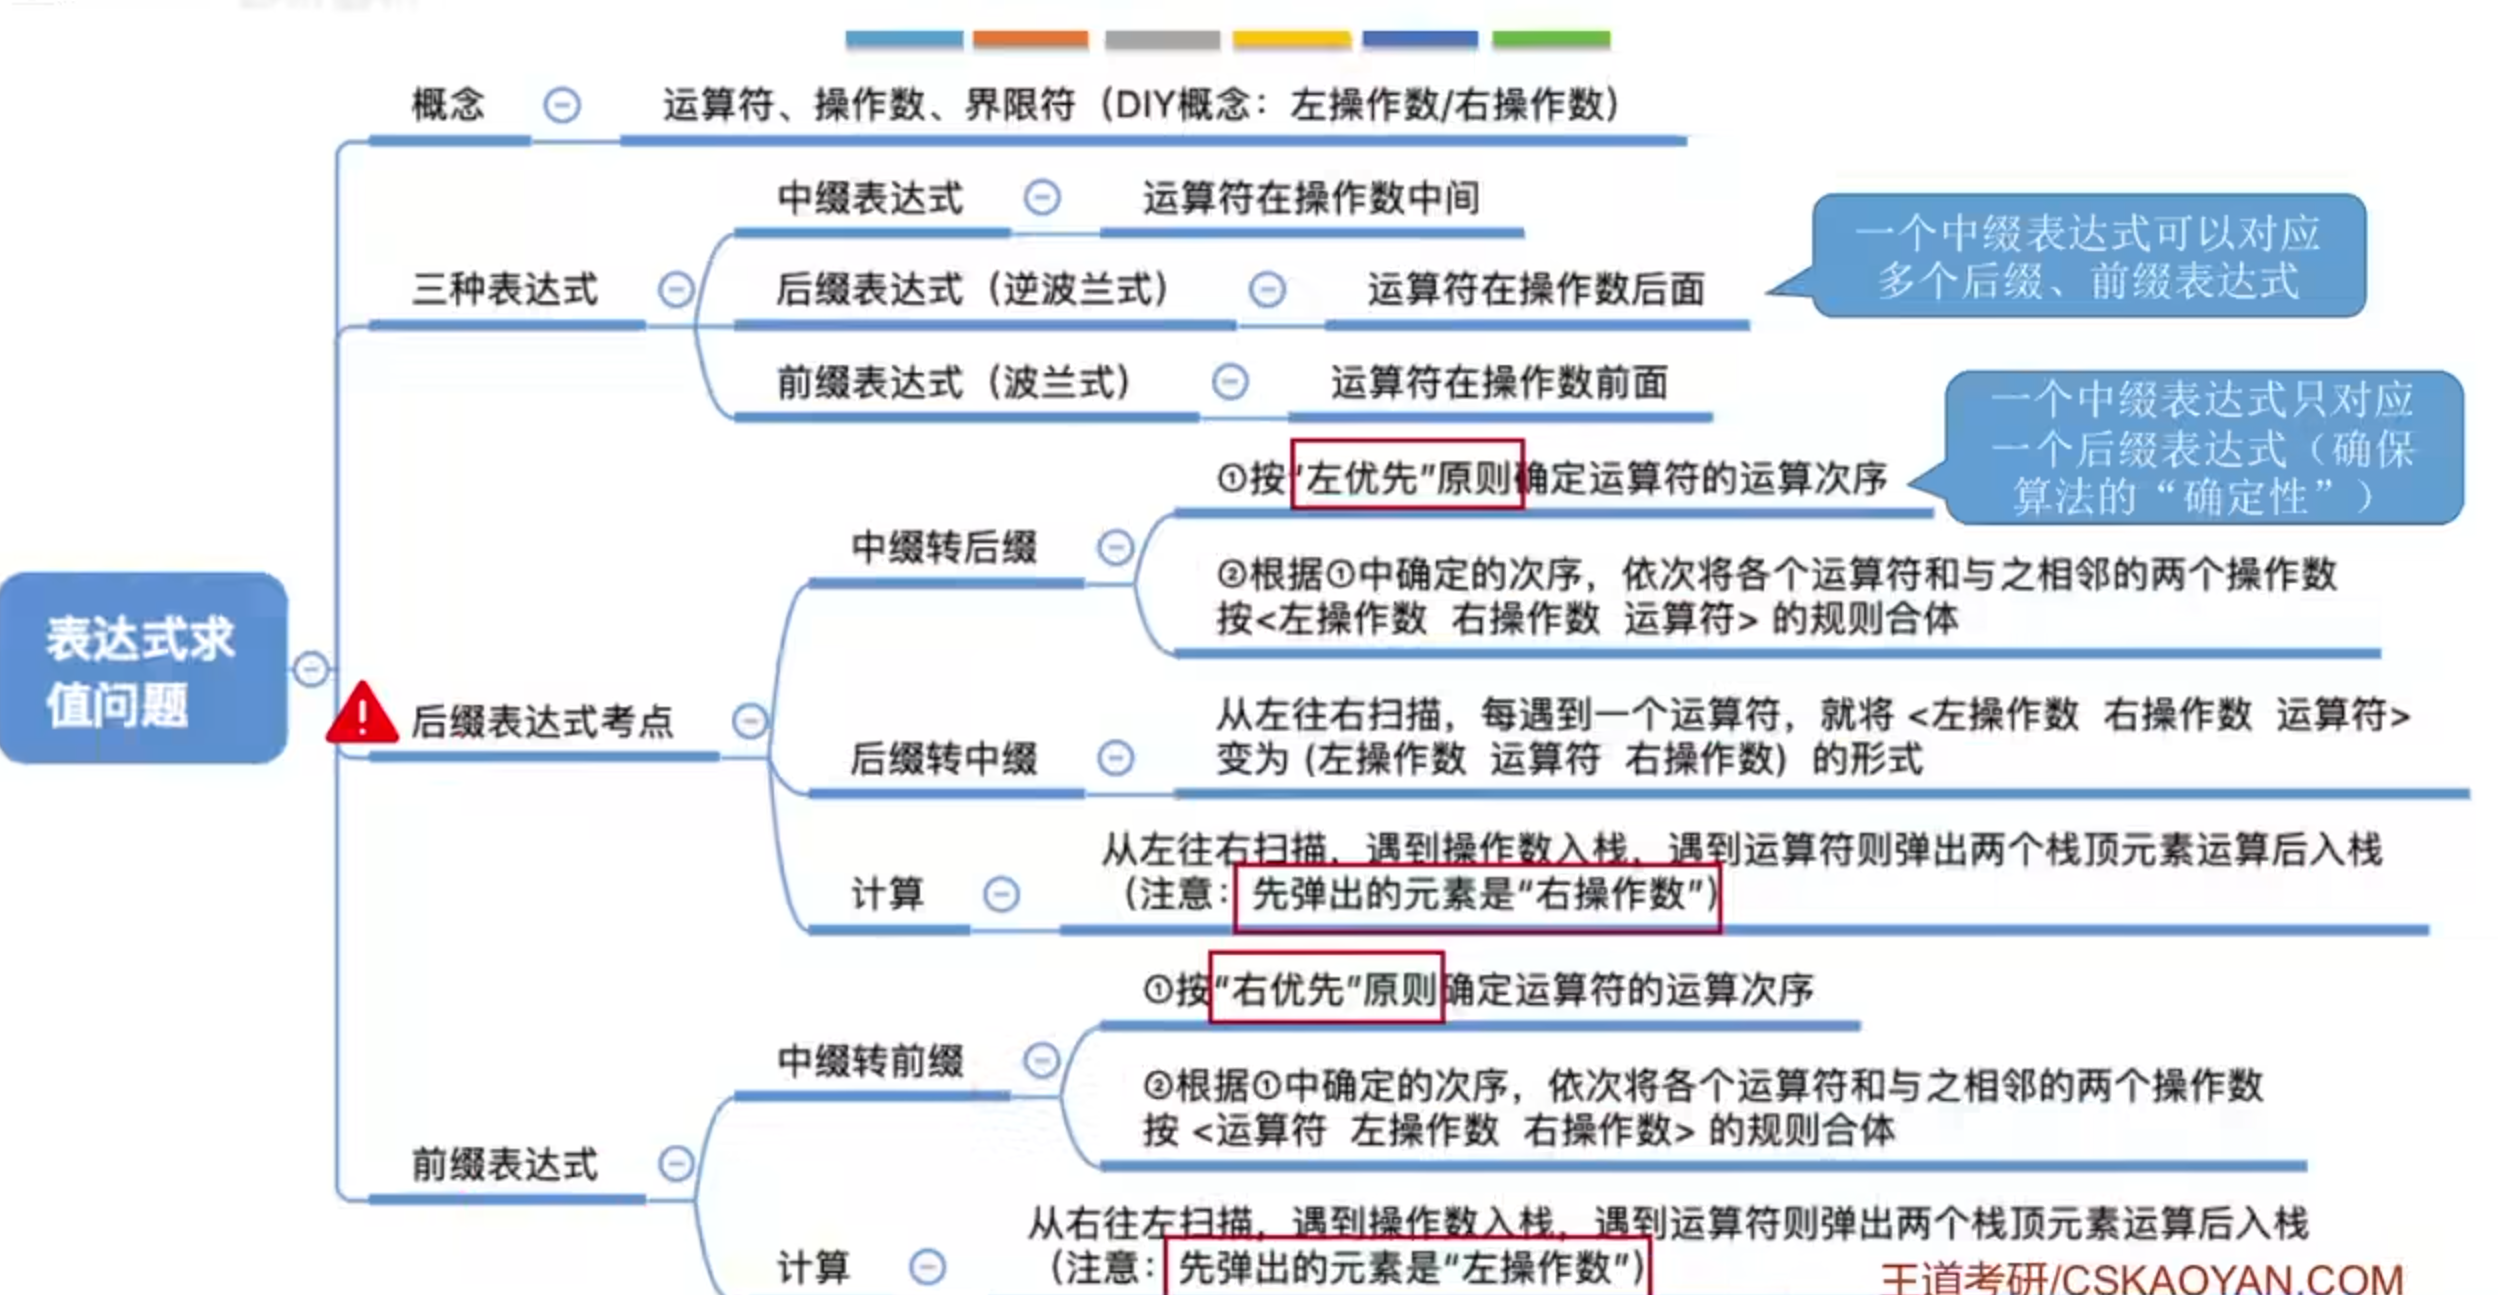 概念
运算符、操作数、界限符（DIY概念：左操作数/右操作数）
三种表达式
中缀表达式
运算符在操作数中间
后缀表达式（逆波兰式）
运算符在操作数后面
前缀表达式（波兰式）
运算符在操作数前面
一个中缀表达式可以对应
多个后缀、前缀表达式
表达式求
值问题
后缀表达式考点
中缀转后缀
①按“左优先”原则确定运算符的运算次序
一个中缀表达式只对应
一个后缀表达式（确保
算法的“确定性”）
②根据①中确定的次序，依次将各个运算符和与之相邻的两个操作数
按<左操作数 右操作数 运算符> 的规则合体
后缀转中缀
从左往右扫描，每遇到一个运算符，就将 <左操作数 右操作数 运算符>
变为 (左操作数 运算符 右操作数) 的形式
计算
从左往右扫描，遇到操作数入栈，遇到运算符则弹出两个栈顶元素运算后入栈
（注意：先弹出的元素是“右操作数”）
前缀表达式
中缀转前缀
①按“右优先”原则确定运算符的运算次序
②根据①中确定的次序，依次将各个运算符和与之相邻的两个操作数
按 <运算符 左操作数 右操作数> 的规则合体
计算
从右往左扫描，遇到操作数入栈，遇到运算符则弹出两个栈顶元素运算后入栈
（注意：先弹出的元素是“左操作数”）
王道考研/CSKAOYAN.COM